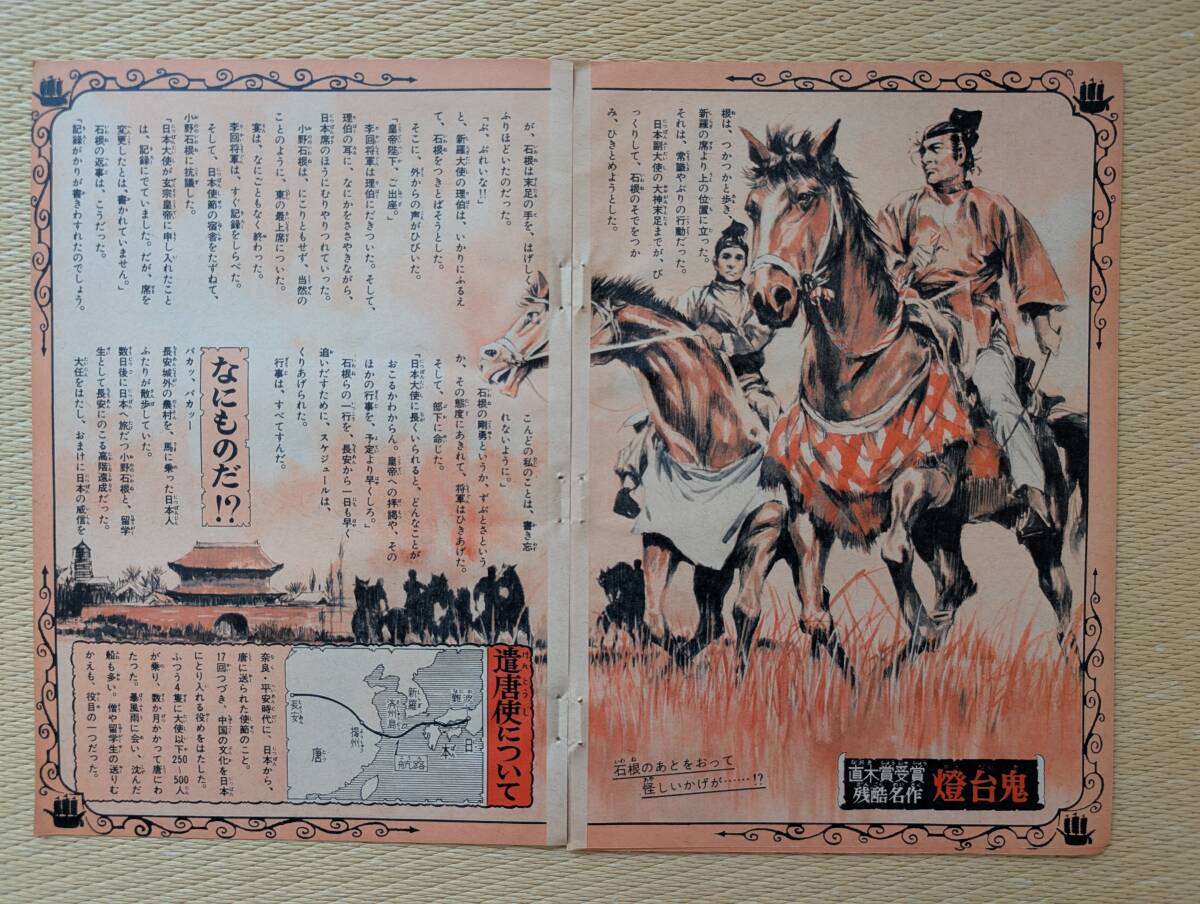 根は、つかつかと歩き、
新羅の席より上の位置に立った。
それは、常識やぶりの行動だった。
日本副大使の大神末足までが、び
っくりして、石根のそでをつか
み、ひきとめようとした。
が、石根は末足の手を、はげしく
ふりほどいたのだった。
「ぶ、ぶれいな!!」
と、新羅大使の理伯は、いかりにふるえ
て、石根をつきとばそうとした。
そこに、外からの声がひびいた。
「皇帝陛下、ご出座。」
李回将軍は理伯にだきついた。そして、
理伯の耳に、なにかをささやきながら、
日本席のほうにむりやりつれていった。
小野石根は、にこりともせず、当然の
ことのように、東の最上席についた。
宴は、なにごともなく終わった。
李回将軍は、すぐ記録をしらべた。
そして、日本使節の宿舎をたずねて、
小野石根に抗議した。
「日本大使が玄宗皇帝に申し入れたこと
は、記録にでていました。だが、席を
変更したとは、書かれていません。」
石根の返事は、こうだった。
「記録がかりが書きわすれたのでしょう。
こんどの私のことは、書き忘
れないように。」
石根の剛勇というか、ずぶとさという
か、その態度にあきれて、将軍はひきあげた。
そして、部下に命じた。
「日本大使に長くいられると、どんなことが
おこるかわからん。皇帝への拝謁や、その
ほかの行事を、予定より早くしろ。」
石根らの一行を、長安から一日も早く
追いだすために、スケジュールは、
くりあげられた。
行事は、すべてすんだ。
なにものだ!?
パカッ、パカッー
長安城外の農村を、馬に乗った日本人
ふたりが散歩していた。
数日後に日本へ旅だつ小野石根と、留学
生として長安にのこる高階遠成だった。
大任をはたし、おまけに日本の威信を
石根のあとをおって
怪しいかげが……!?
直木賞受賞
残酷名作
燈台鬼
遣唐使について
難波
日本
新羅
済州島
航路
揚州
唐
長安
奈良・平安時代に、日本から、
唐に送られた使節のこと。
17回つづき、中国の文化を日本
にとり入れる役めをはたした。
ふつう4隻に大使以下250～500人
が乗り、数か月かかって唐にわ
たった。暴風雨に会い、沈んだ
船も多い。僧や留学生の送りむ
かえも、役目の一つだった。